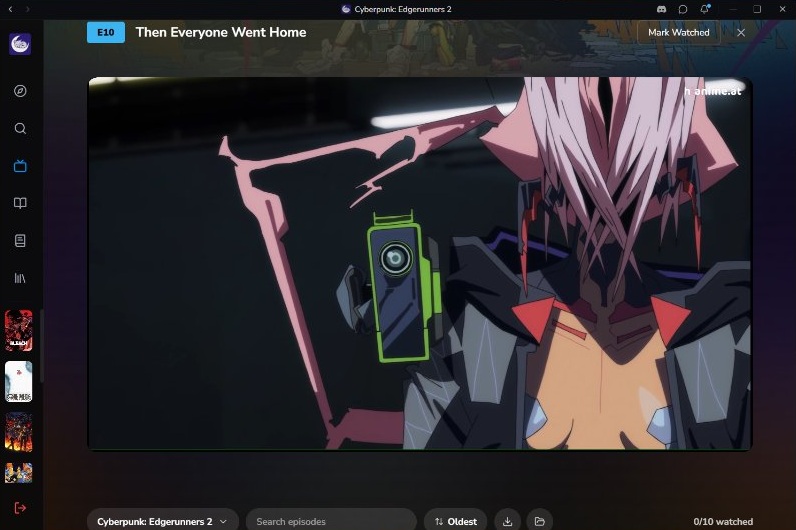 Cyberpunk: Edgerunners 2
E10
Then Everyone Went Home
Mark Watched
anime.at
BLEACH
Cyberpunk: Edgerunners 2
Search episodes
Oldest
0/10 watched